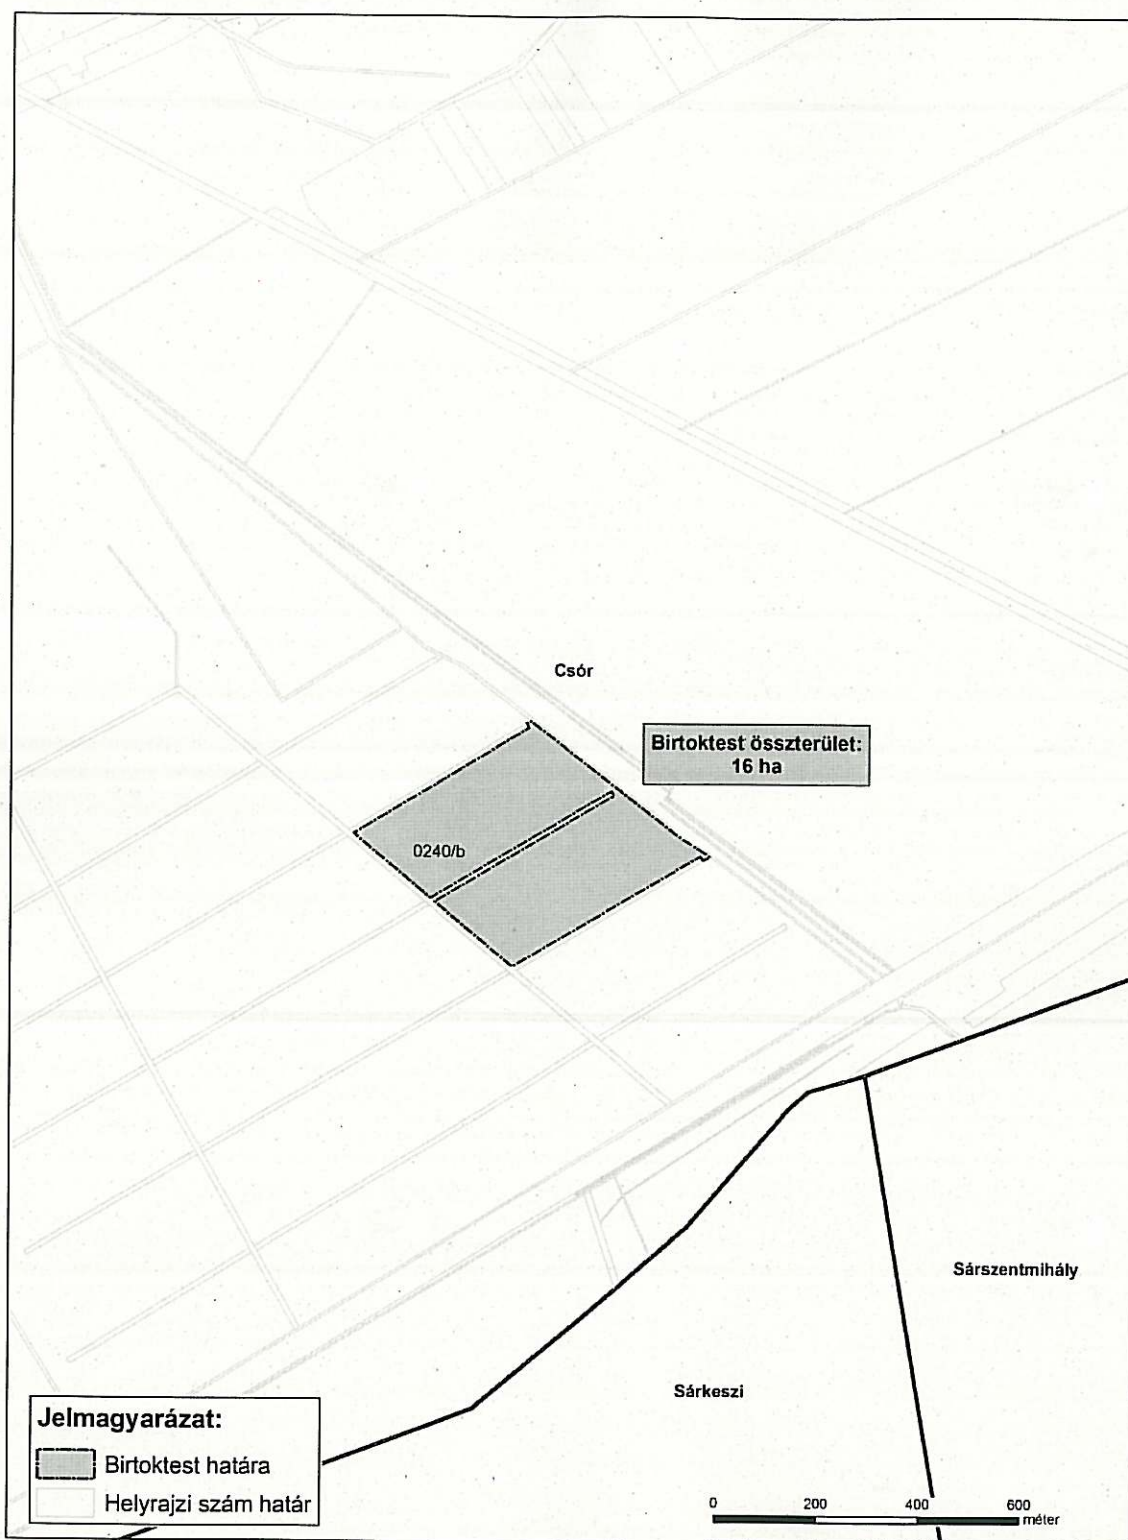 Csór
Birtoktest összterület:
16 ha
0240/b
Sárszentmihály
Sárkeszi
Jelmagyarázat:
Birtoktest határa
Helyrajzi szám határ
0 200 400 600
méter